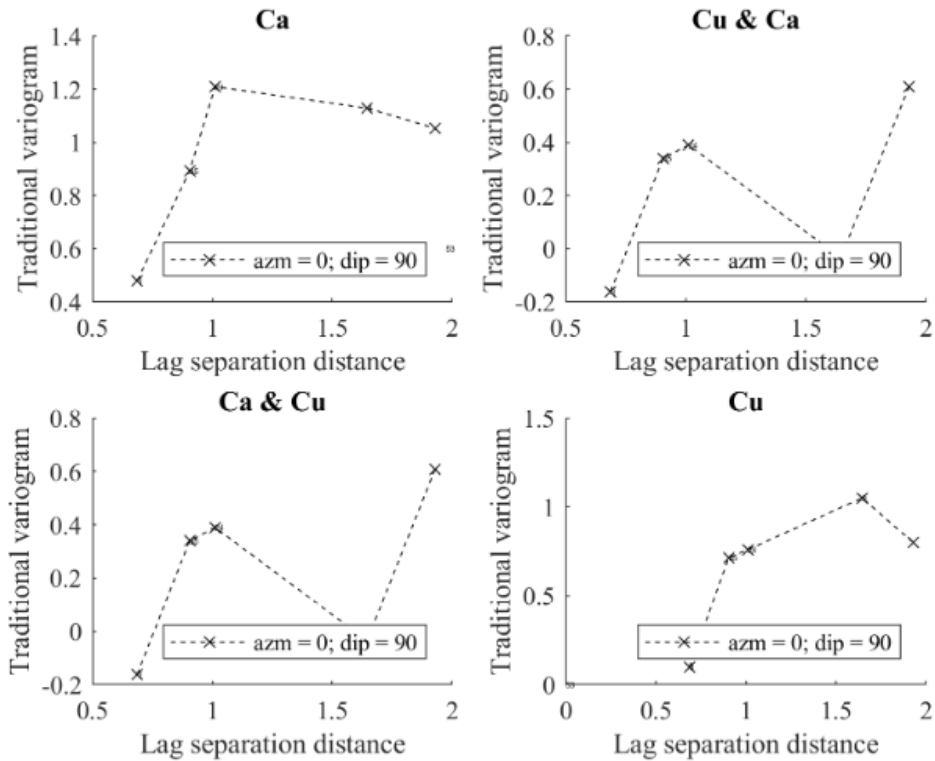 Ca
Traditional variogram
1.4
1.2
1
0.8
0.6
0.4
azm = 0; dip = 90
0.5
1
1.5
2
Lag separation distance
Cu & Ca
Traditional variogram
0.8
0.6
0.4
0.2
0
-0.2
azm = 0; dip = 90
0.5
1
1.5
2
Lag separation distance
Ca & Cu
Traditional variogram
0.8
0.6
0.4
0.2
0
-0.2
azm = 0; dip = 90
0.5
1
1.5
2
Lag separation distance
Cu
Traditional variogram
1.5
1
0.5
0
azm = 0; dip = 90
0
0.5
1
1.5
2
Lag separation distance